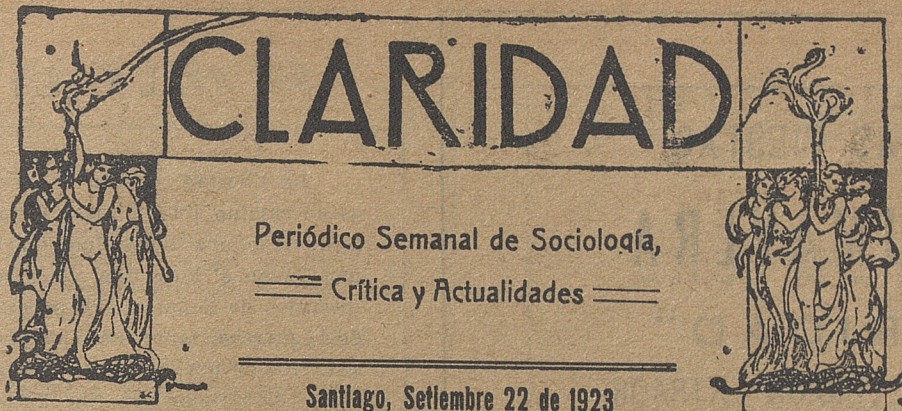 CLARIDAD
Periódico Semanal de Sociología,
Crítica y Actualidades
Santiago, Setiembre 22 de 1923